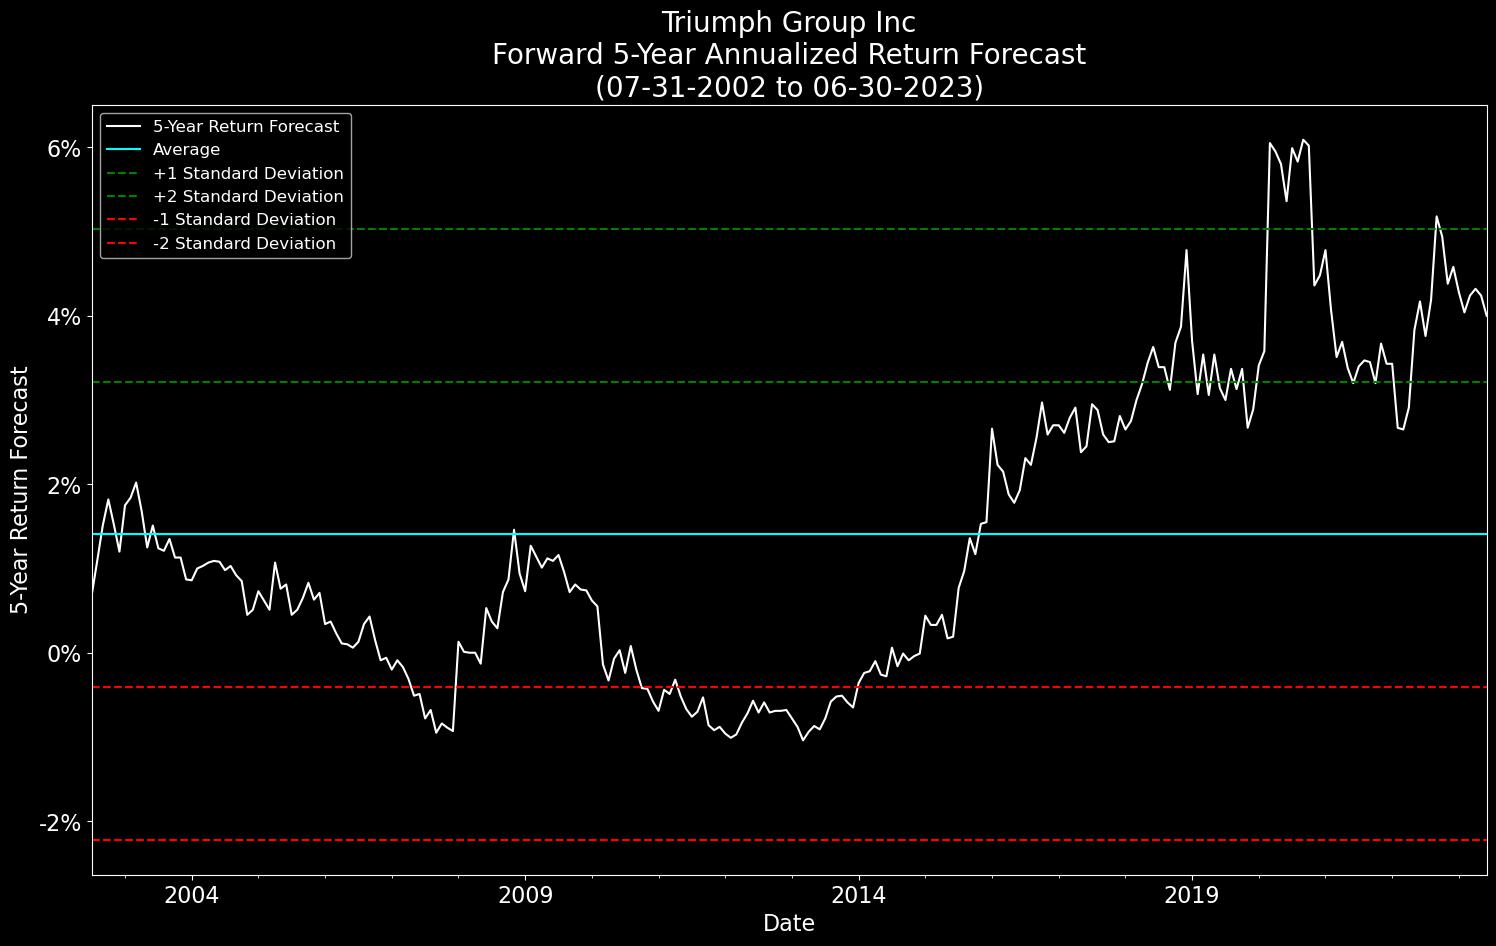 Triumph Group Inc
Forward 5-Year Annualized Return Forecast
(07-31-2002 to 06-30-2023)
5-Year Return Forecast
Average
+1 Standard Deviation
+2 Standard Deviation
-1 Standard Deviation
-2 Standard Deviation
6%
4%
2%
0%
-2%
5-Year Return Forecast
2004
2009
2014
2019
Date